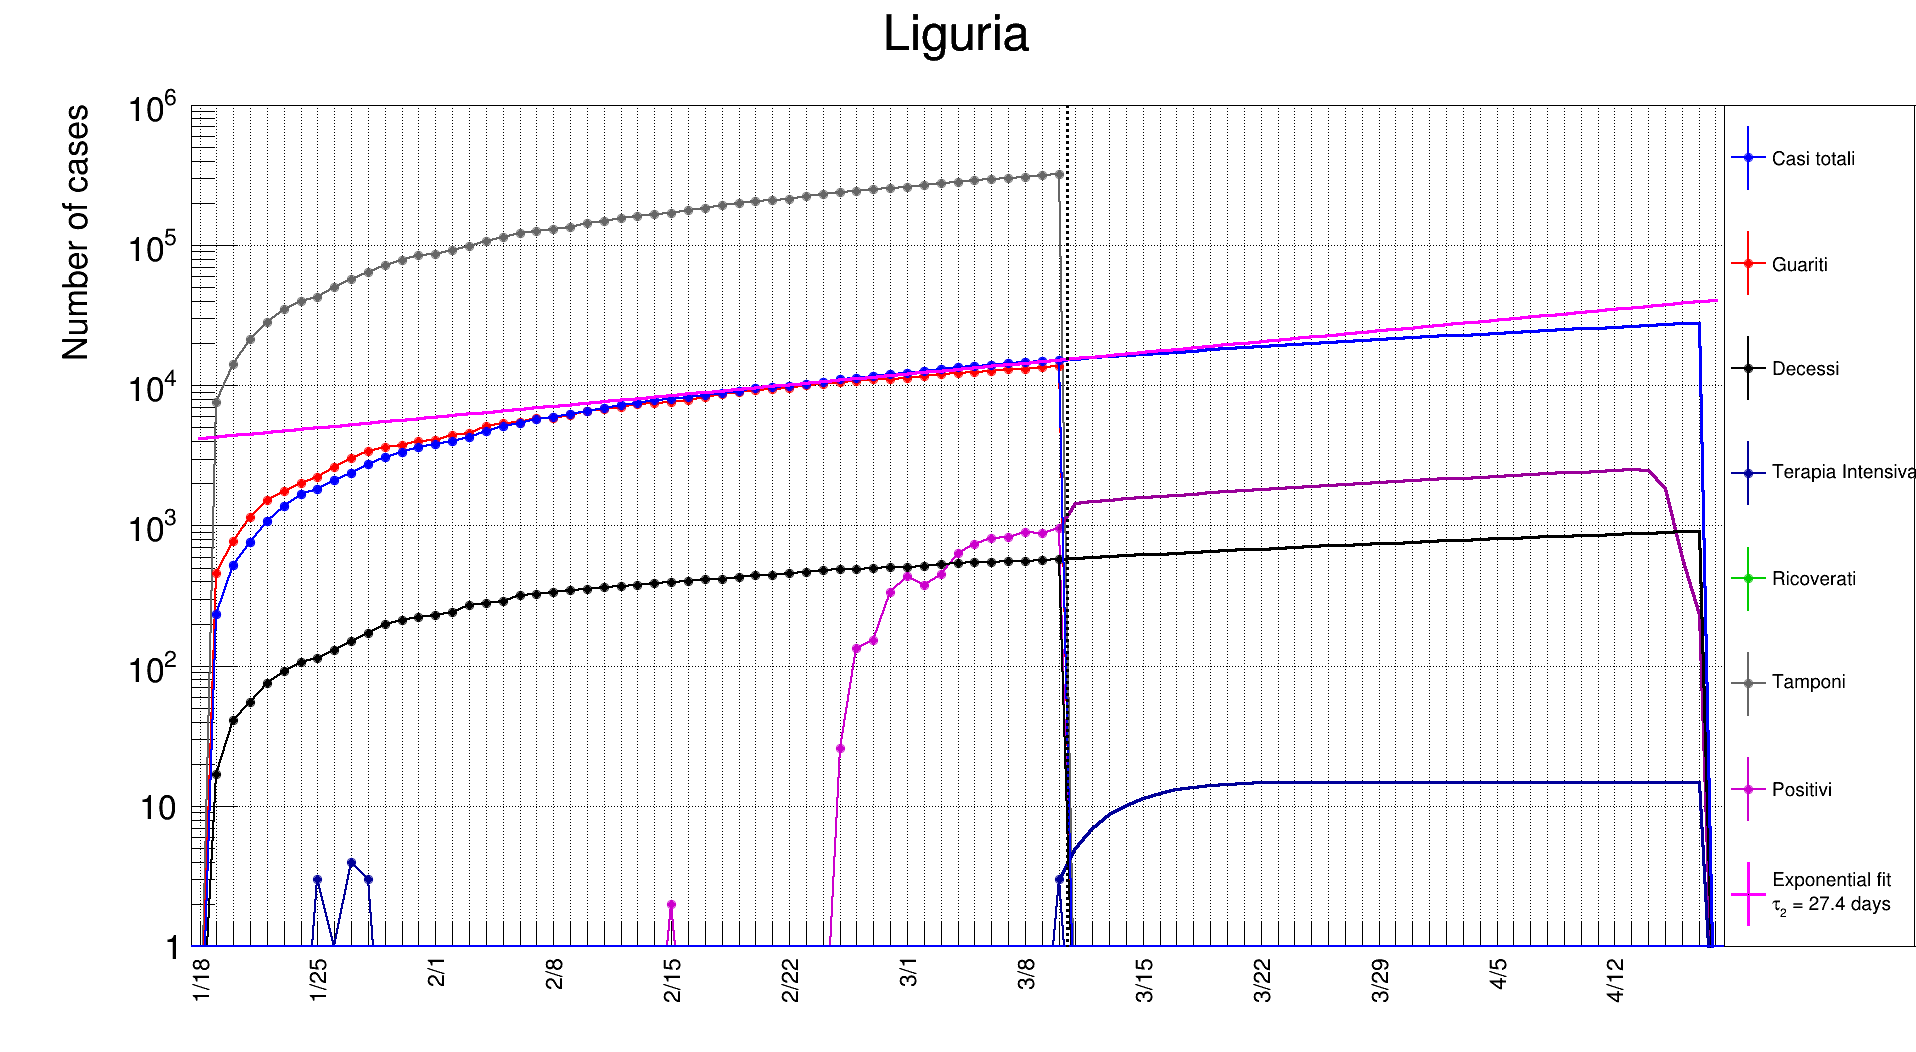 Liguria
Number of cases
10^6
10^5
10^4
10^3
10^2
10
1
1/18
1/25
2/1
2/8
2/15
2/22
3/1
3/8
3/15
3/22
3/29
4/5
4/12
Casi totali
Guariti
Decessi
Terapia Intensiva
Ricoverati
Tamponi
Positivi
Exponential fit
τ₂ = 27.4 days